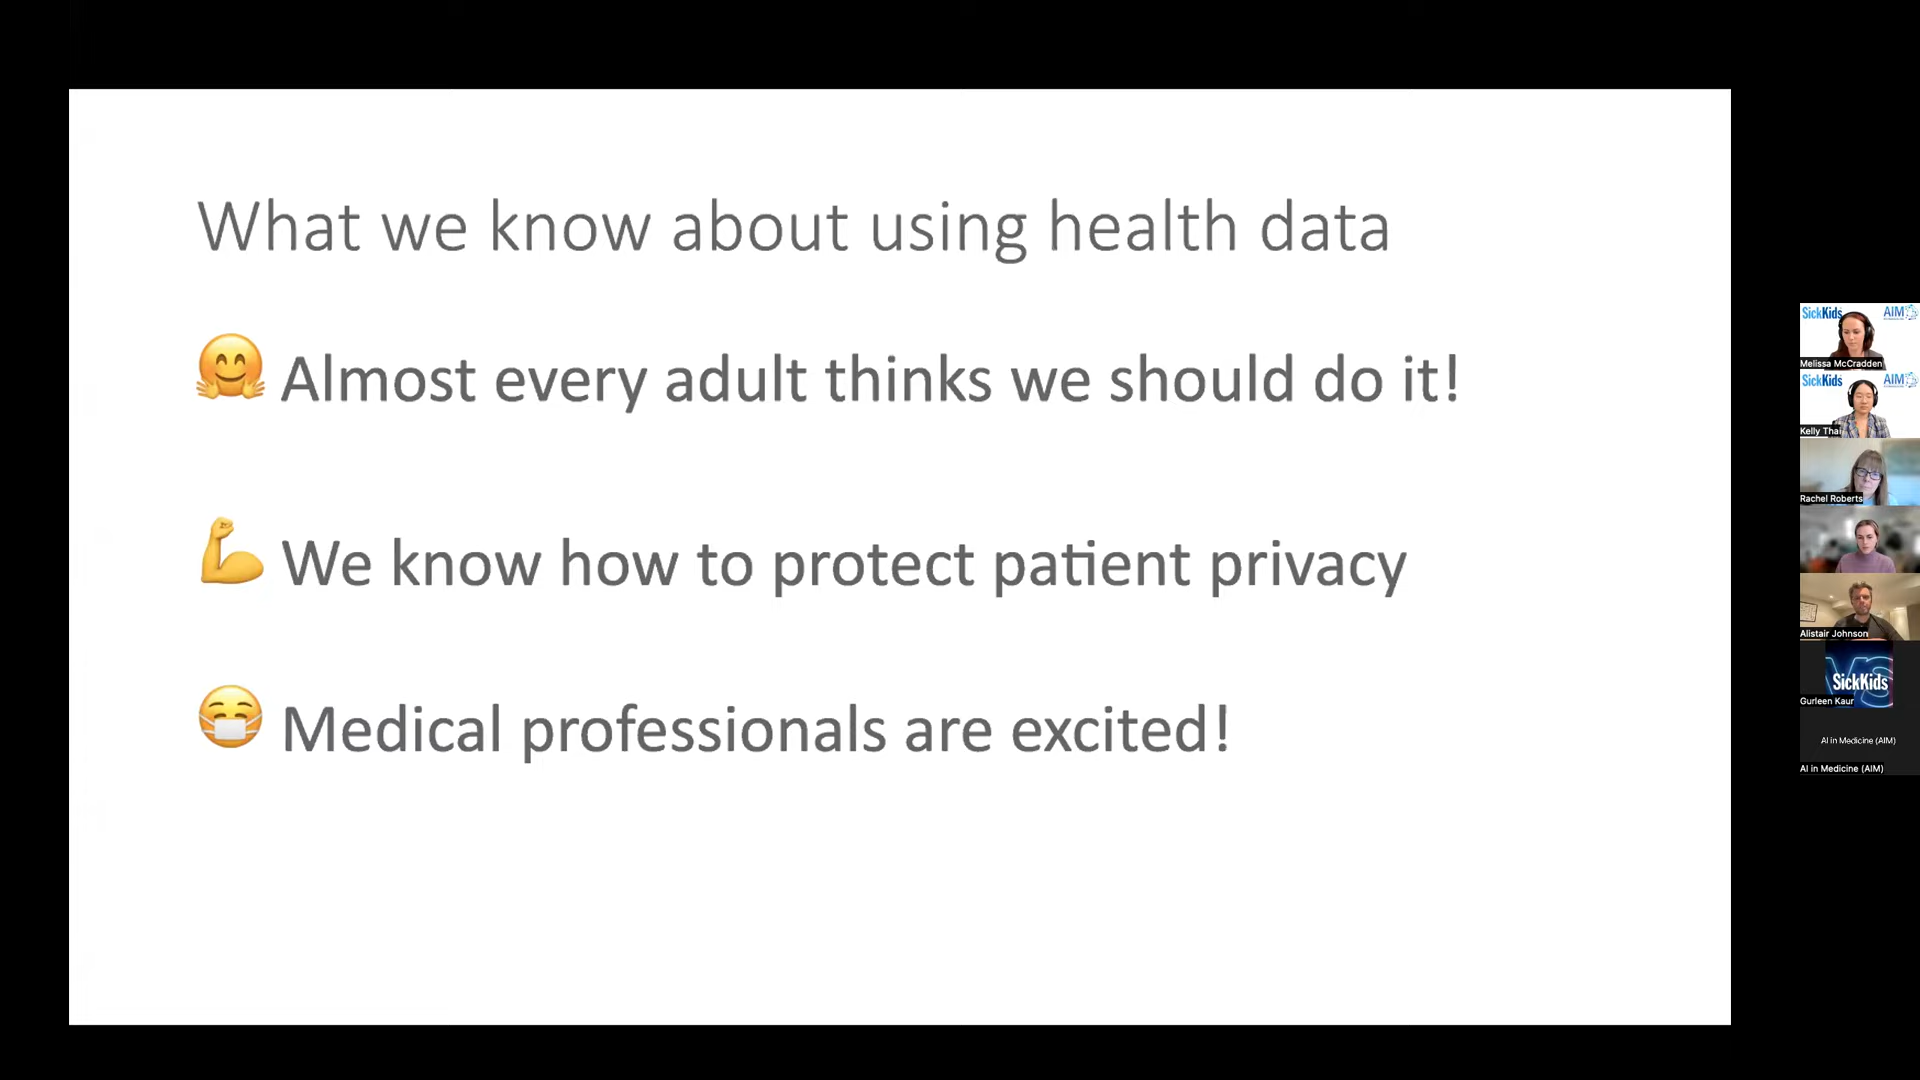 What we know about using health data
Almost every adult thinks we should do it!
We know how to protect patient privacy
Medical professionals are excited!
SickKids AIM
Melissa McCradden
SickKids AIM
Kelly Thai
Rachel Roberts
Alistair Johnson
VS
SickKids
Gurleen Kaur
AI in Medicine (AIM)
AI in Medicine (AIM)